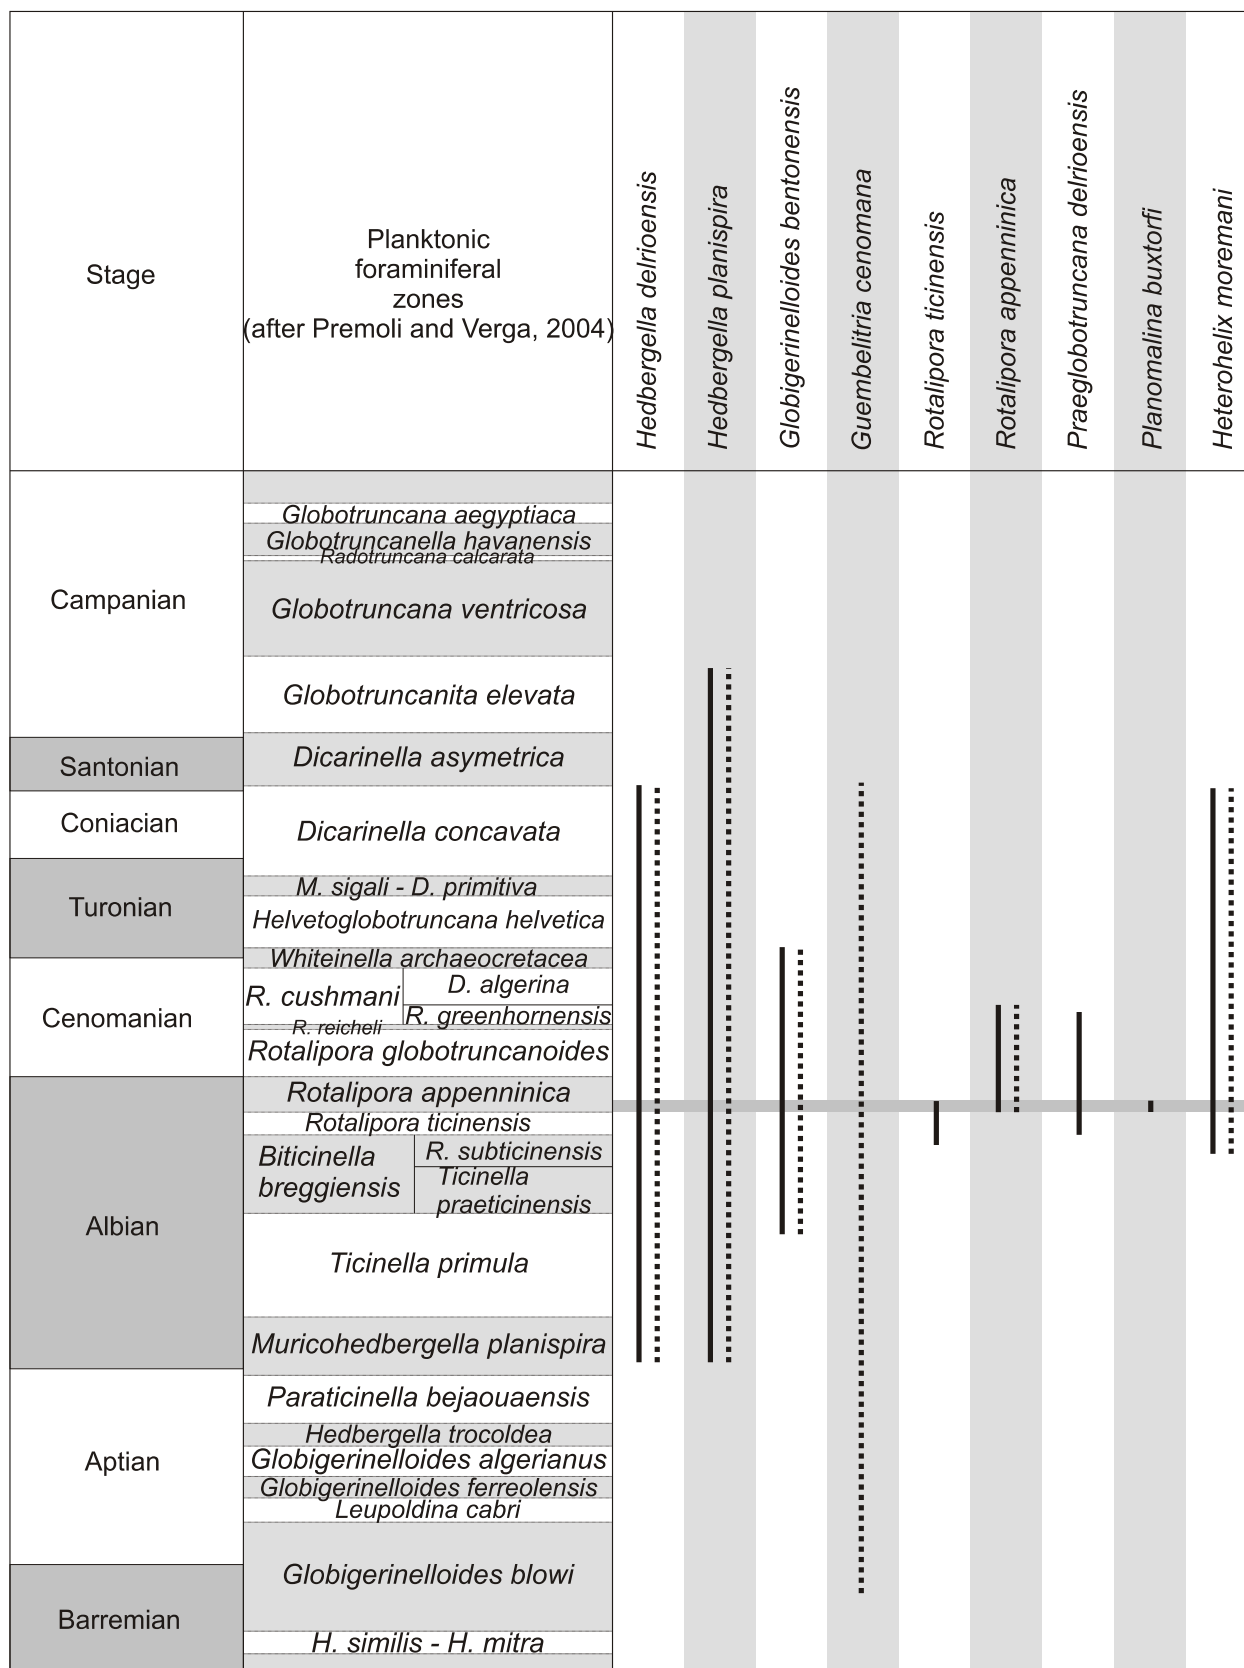 Stage
Planktonic
foraminiferal
zones
(after Premoli and Verga, 2004)
Hedbergella delrioensis
Hedbergella planispira
Globigerinelloides bentonensis
Guembelitria cenomana
Rotalipora ticinensis
Rotalipora appenninica
Praeglobotruncana delrioensis
Planomalina buxtorfi
Heterohelix moremani
Campanian
Globotruncana aegyptiaca
Globotruncanella havanensis
Radotruncana calcarata
Globotruncana ventricosa
Globotruncanita elevata
Santonian
Dicarinella asymetrica
Coniacian
Dicarinella concavata
Turonian
M. sigali - D. primitiva
Helvetoglobotruncana helvetica
Whiteinella archaeocretacea
Cenomanian
R. cushmani
D. algerina
R. greenhornensis
R. reicheli
Rotalipora globotruncanoides
Albian
Rotalipora appenninica
Rotalipora ticinensis
Biticinella
breggiensis
R. subticinensis
Ticinella
praeticinensis
Ticinella primula
Muricohedbergella planispira
Aptian
Paraticinella bejaouaensis
Hedbergella trocoldea
Globigerinelloides algerianus
Globigerinelloides ferreolensis
Leupoldina cabri
Globigerinelloides blowi
Barremian
H. similis - H. mitra